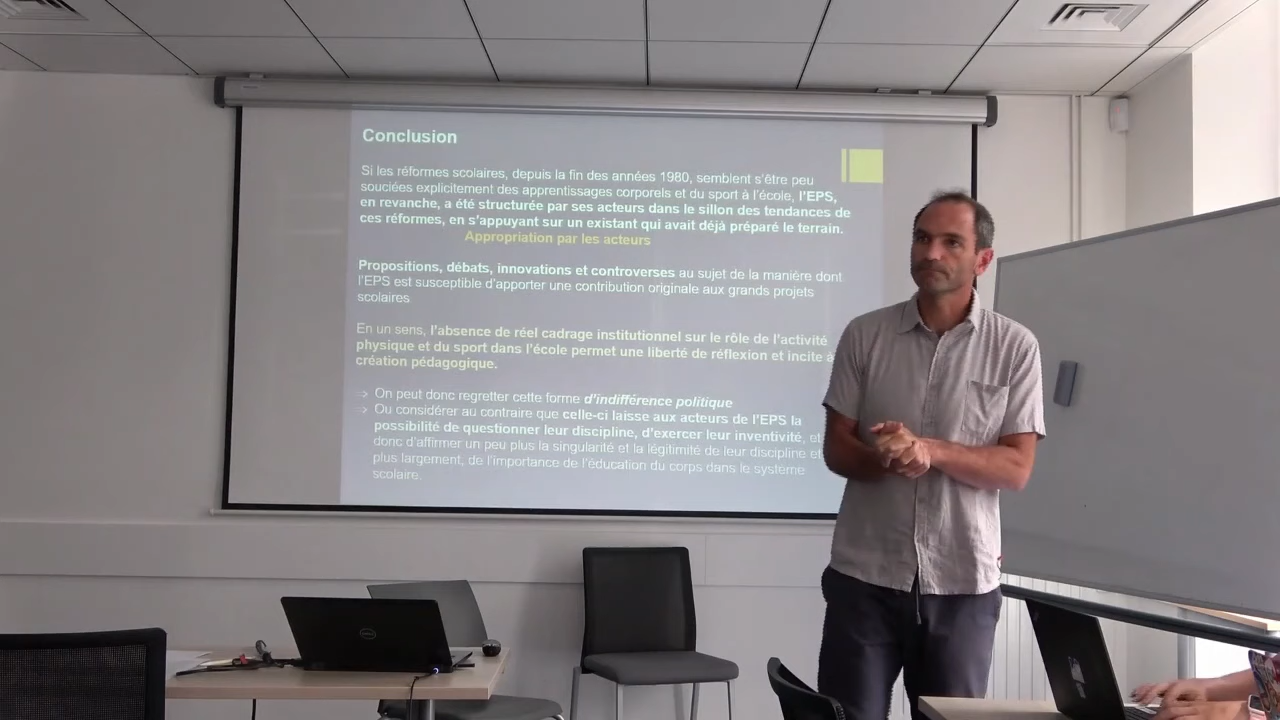 Conclusion
Si les réformes scolaires, depuis la fin des années 1980, semblent s'être peu
souciées explicitement des apprentissages corporels et du sport à l'école, l'EPS,
en revanche, a été structurée par ses acteurs dans le sillon des tendances de
ces réformes, en s'appuyant sur un existant qui avait déjà préparé le terrain.
Appropriation par les acteurs
Propositions, débats, innovations et controverses au sujet de la manière dont
l'EPS est susceptible d'apporter une contribution originale aux grands projets
scolaires
En un sens, l'absence de réel cadrage institutionnel sur le rôle de l'activité
physique et du sport dans l'école permet une liberté de réflexion et incite à
création pédagogique.
⇒ On peut donc regretter cette forme d'indifférence politique
⇒ Ou considérer au contraire que celle-ci laisse aux acteurs de l'EPS la
possibilité de questionner leur discipline, d'exercer leur inventivité, et
donc d'affirmer un peu plus la singularité et la légitimité de leur discipline et
plus largement, de l'importance de l'éducation du corps dans le système
scolaire.
DELL